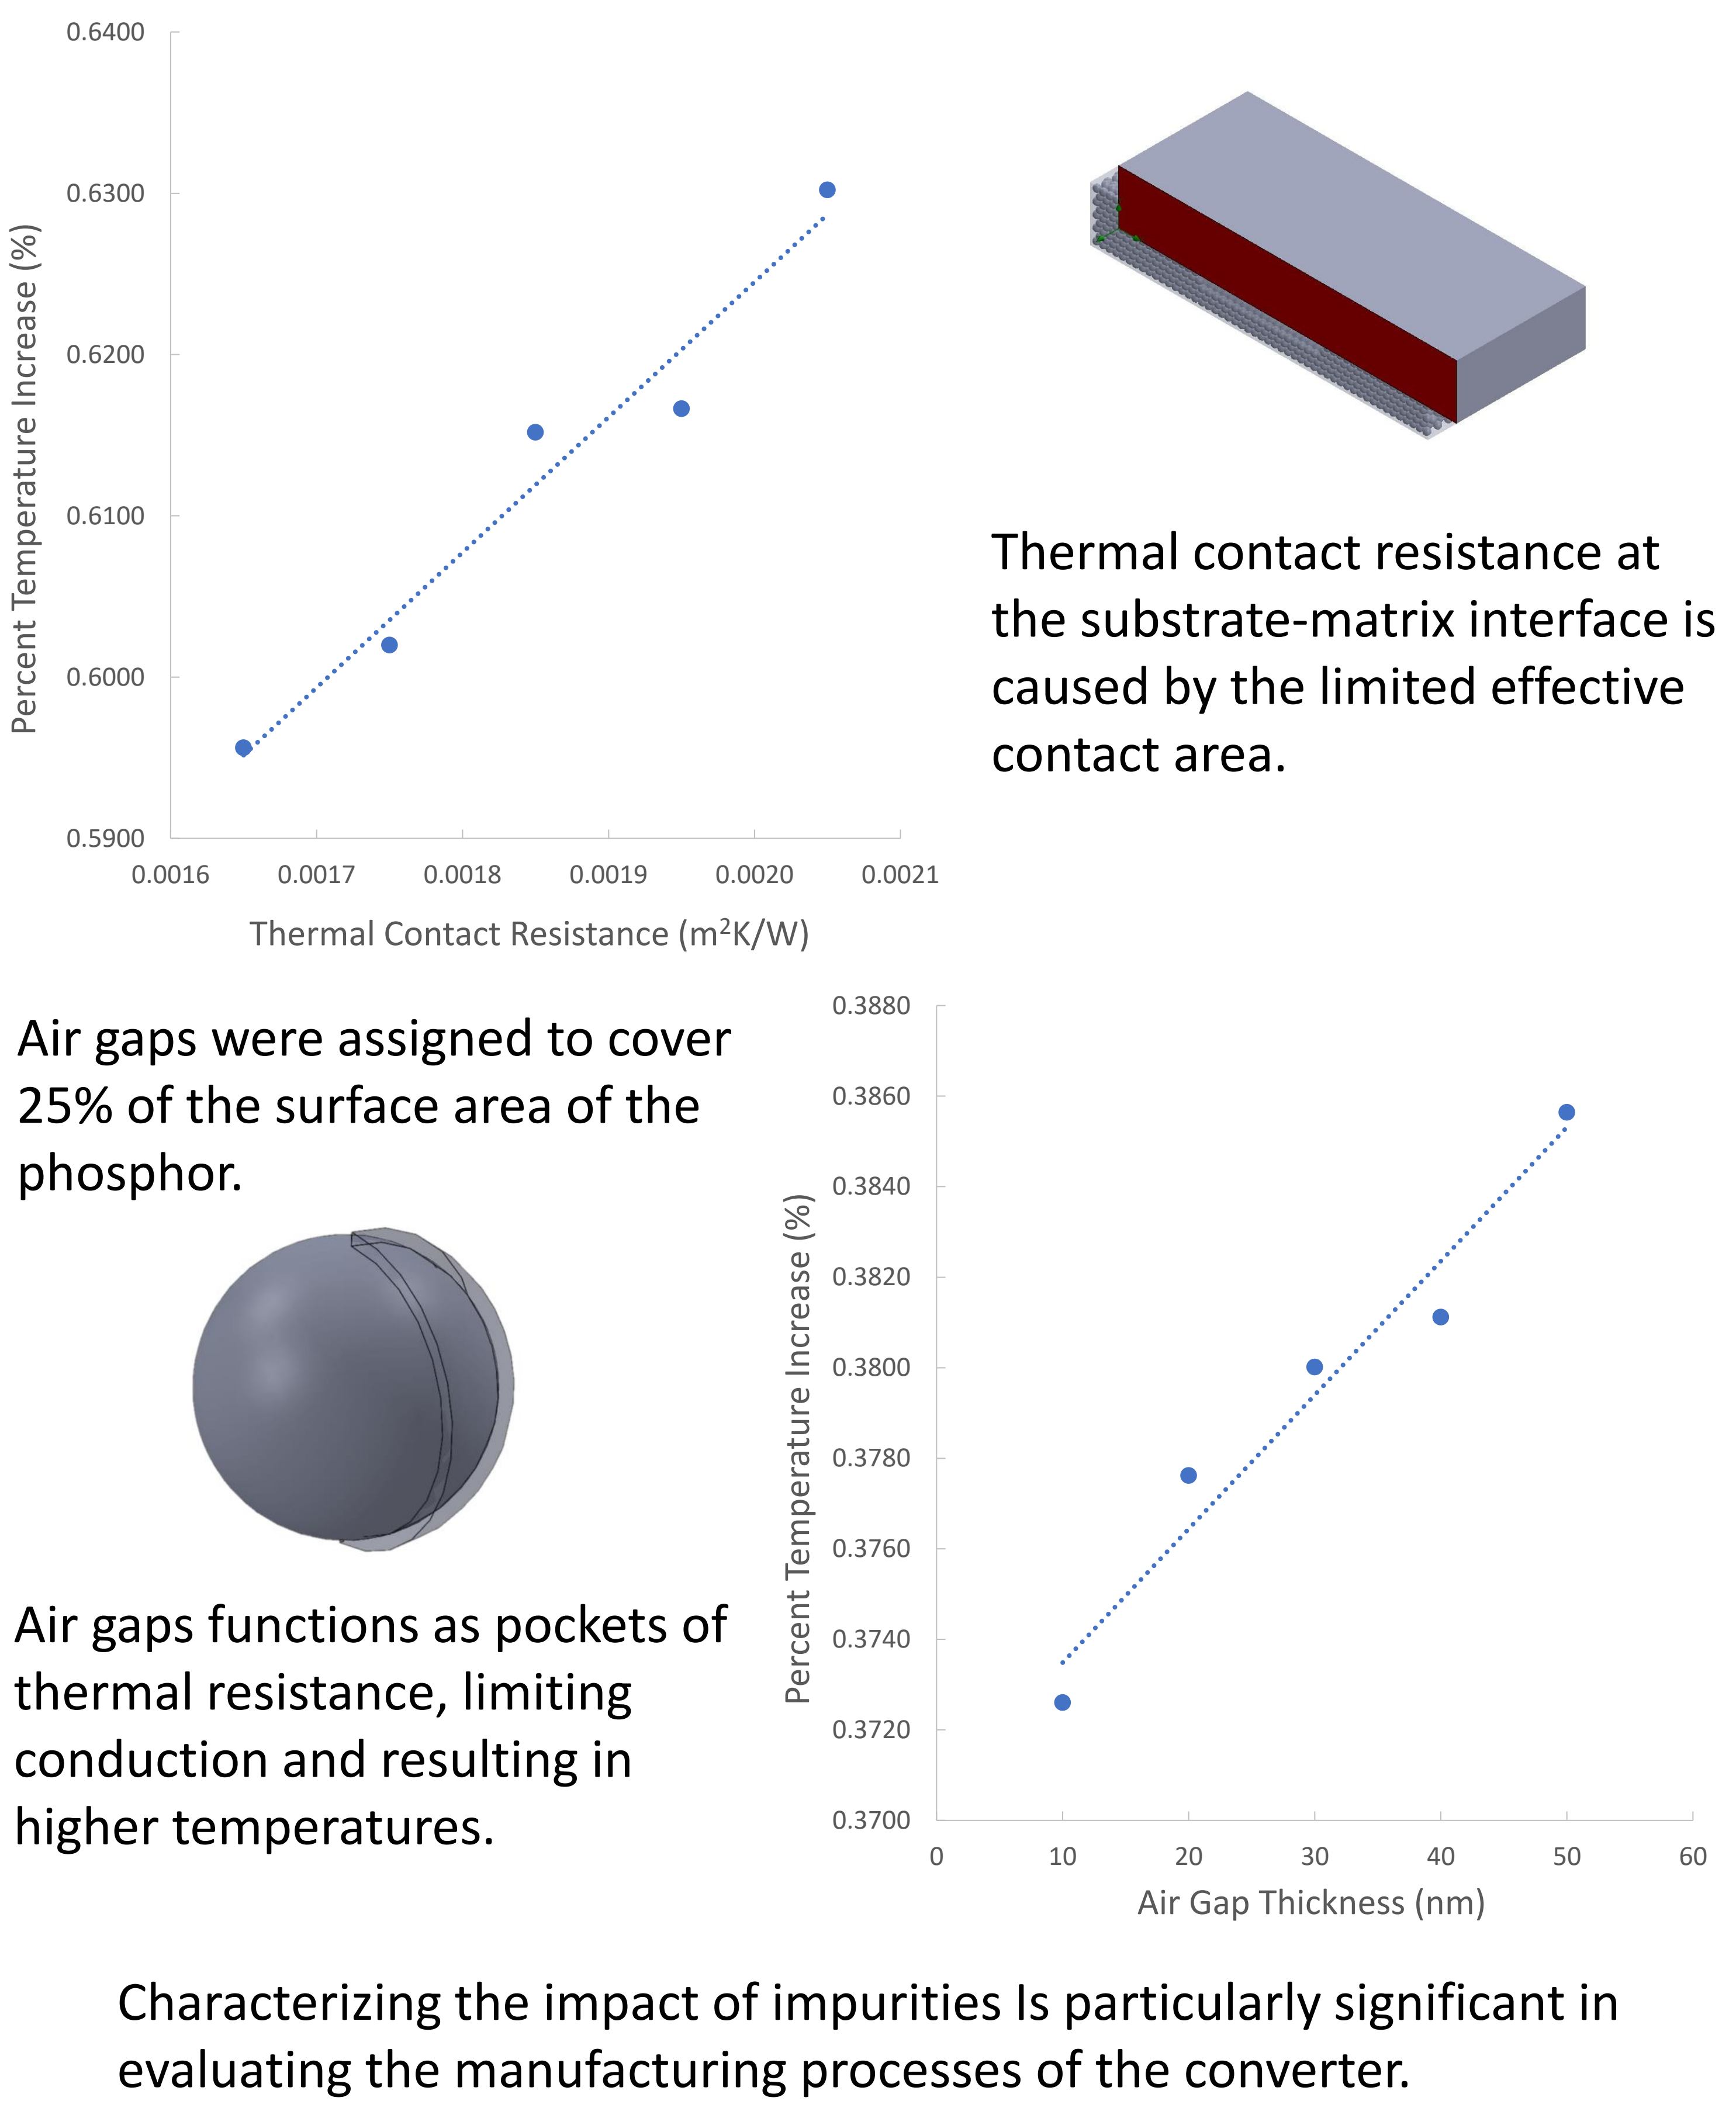 0.6400
0.6300
0.6200
0.6100
0.6000
0.5900
Percent Temperature Increase (%)
0.0016 0.0017 0.0018 0.0019 0.0020 0.0021
Thermal Contact Resistance (m²K/W)
Thermal contact resistance at
the substrate-matrix interface is
caused by the limited effective
contact area.
Air gaps were assigned to cover
25% of the surface area of the
phosphor.
Air gaps functions as pockets of
thermal resistance, limiting
conduction and resulting in
higher temperatures.
0.3880
0.3860
0.3840
0.3820
0.3800
0.3780
0.3760
0.3740
0.3720
0.3700
Percent Temperature Increase (%)
0 10 20 30 40 50 60
Air Gap Thickness (nm)
Characterizing the impact of impurities Is particularly significant in
evaluating the manufacturing processes of the converter.